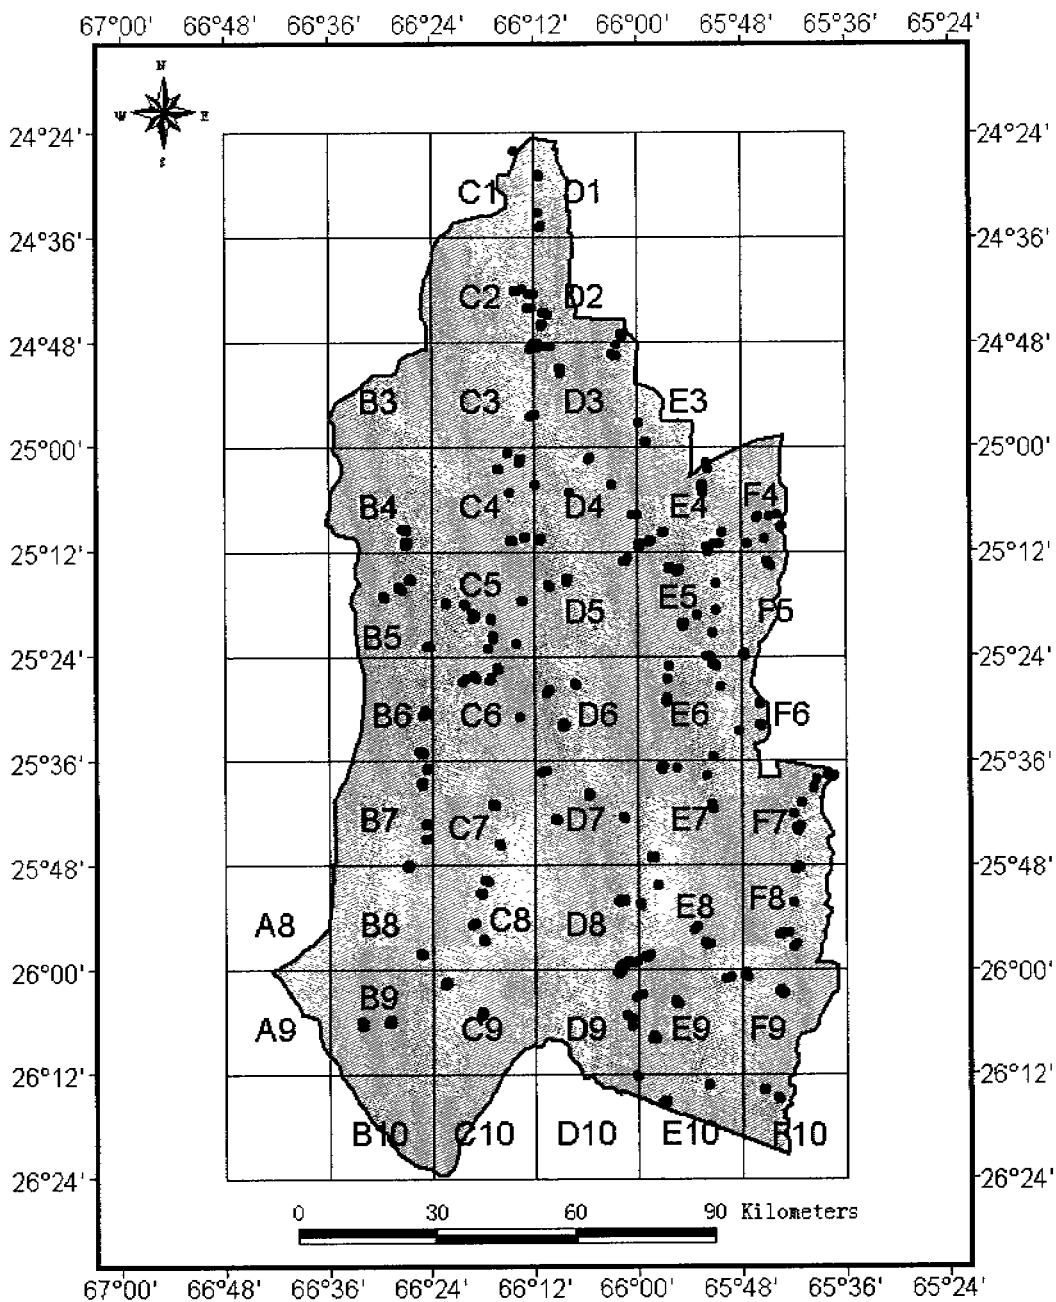 67°00' 66°48' 66°36' 66°24' 66°12' 66°00' 65°48' 65°36' 65°24'
N
W E
S
24°24' 24°24'
C1 D1
24°36' 24°36'
C2 D2
24°48' 24°48'
B3 C3 D3 E3
25°00' 25°00'
B4 C4 D4 E4 F4
25°12' 25°12'
B5 C5 D5 E5 F5
25°24' 25°24'
B6 C6 D6 E6 F6
25°36' 25°36'
B7 C7 D7 E7 F7
25°48' 25°48'
A8 B8 C8 D8 E8 F8
26°00' 26°00'
A9 B9 C9 D9 E9 F9
26°12' 26°12'
B10 C10 D10 E10 F10
26°24' 26°24'
0 30 60 90 Kilometers
67°00' 66°48' 66°36' 66°24' 66°12' 66°00' 65°48' 65°36' 65°24'